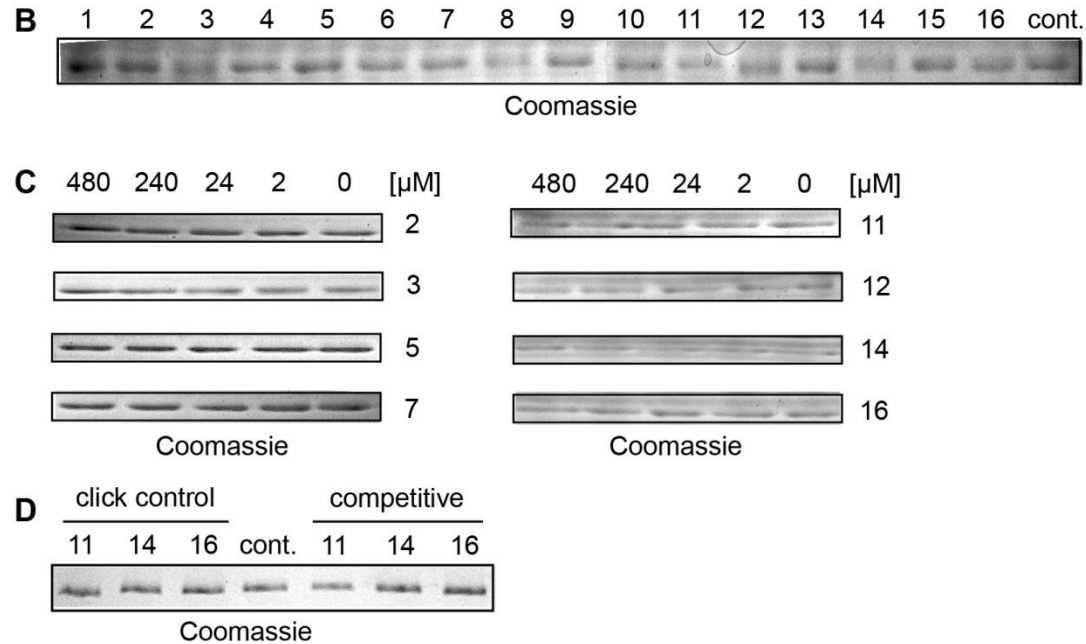 B 1 2 3 4 5 6 7 8 9 10 11 12 13 14 15 16 cont.
Coomassie
C 480 240 24 2 0 [µM] 480 240 24 2 0 [µM]
2 11
3 12
5 14
7 16
Coomassie Coomassie
click control competitive
D 11 14 16 cont. 11 14 16
Coomassie